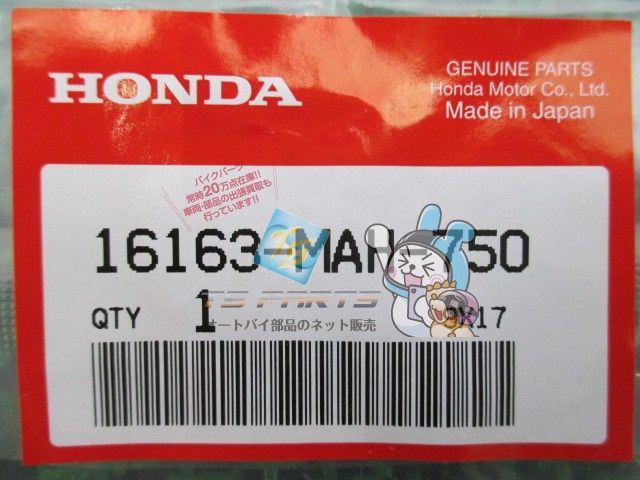 HONDA
GENUINE PARTS
Honda Motor Co., Ltd.
Made in Japan
バイクパーツ
常時20万点在庫!!
車両・部品の出張買取も
行っています!!
16163-MAH-750
TS PARTS
QTY 1
オートバイ部品のネット販売